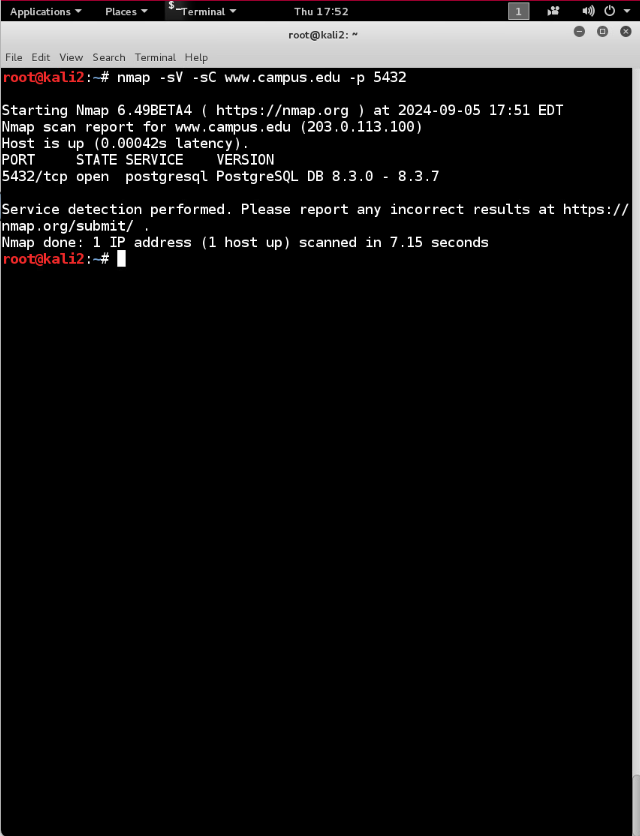 Applications Places $_ Terminal Thu 17:52 1
root@kali2: ~
File Edit View Search Terminal Help
root@kali2:~# nmap -sV -sC www.campus.edu -p 5432
Starting Nmap 6.49BETA4 ( https://nmap.org ) at 2024-09-05 17:51 EDT
Nmap scan report for www.campus.edu (203.0.113.100)
Host is up (0.00042s latency).
PORT     STATE SERVICE    VERSION
5432/tcp open  postgresql PostgreSQL DB 8.3.0 - 8.3.7
Service detection performed. Please report any incorrect results at https://
nmap.org/submit/ .
Nmap done: 1 IP address (1 host up) scanned in 7.15 seconds
root@kali2:~#